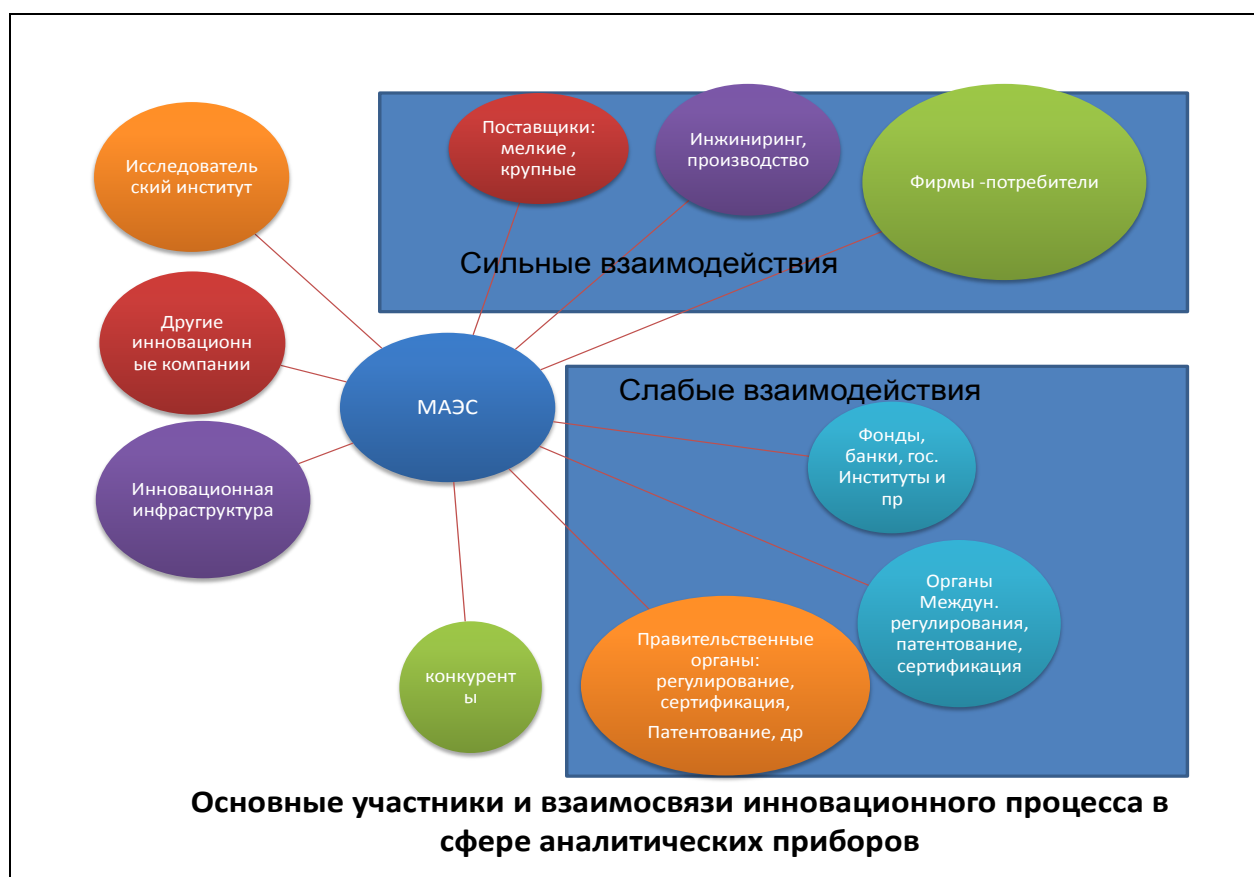 Исследователь
ский институт
Поставщики:
мелкие ,
крупные
Инжиниринг,
производство
Фирмы -потребители
Сильные взаимодействия
Другие
инновационн
ые компании
МАЭС
Слабые взаимодействия
Фонды,
банки, гос.
Институты и
пр
Инновационная
инфраструктура
Органы
Междун.
регулирования,
патентование,
сертификация
Правительственные
органы:
регулирование,
сертификация,
Патентование, др
конкурент
ы
Основные участники и взаимосвязи инновационного процесса в
сфере аналитических приборов